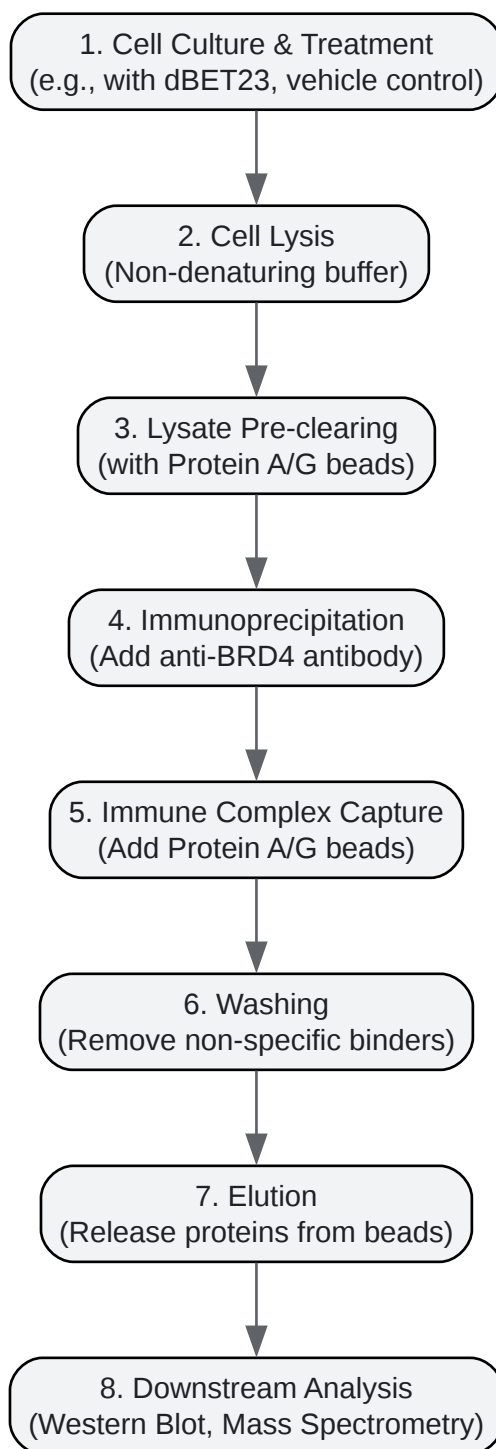 1. Cell Culture & Treatment
(e.g., with dBET23, vehicle control)
2. Cell Lysis
(Non-denaturing buffer)
3. Lysate Pre-clearing
(with Protein A/G beads)
4. Immunoprecipitation
(Add anti-BRD4 antibody)
5. Immune Complex Capture
(Add Protein A/G beads)
6. Washing
(Remove non-specific binders)
7. Elution
(Release proteins from beads)
8. Downstream Analysis
(Western Blot, Mass Spectrometry)